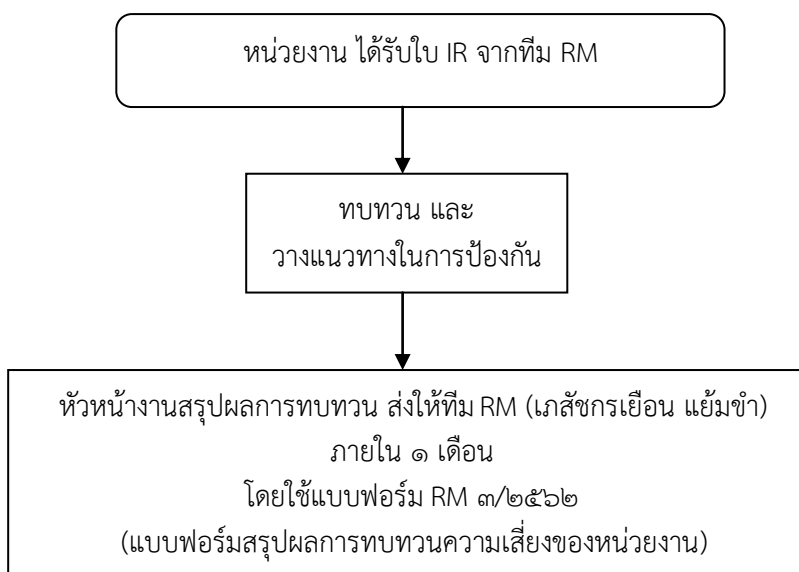 หน่วยงาน ได้รับใบ IR จากทีม RM
ทบทวน และ
วางแนวทางในการป้องกัน
หัวหน้างานสรุปผลการทบทวน ส่งให้ทีม RM (เภสัชกรเยือน แย้มขำ)
ภายใน ๑ เดือน
โดยใช้แบบฟอร์ม RM ๓/๒๕๖๒
(แบบฟอร์มสรุปผลการทบทวนความเสี่ยงของหน่วยงาน)